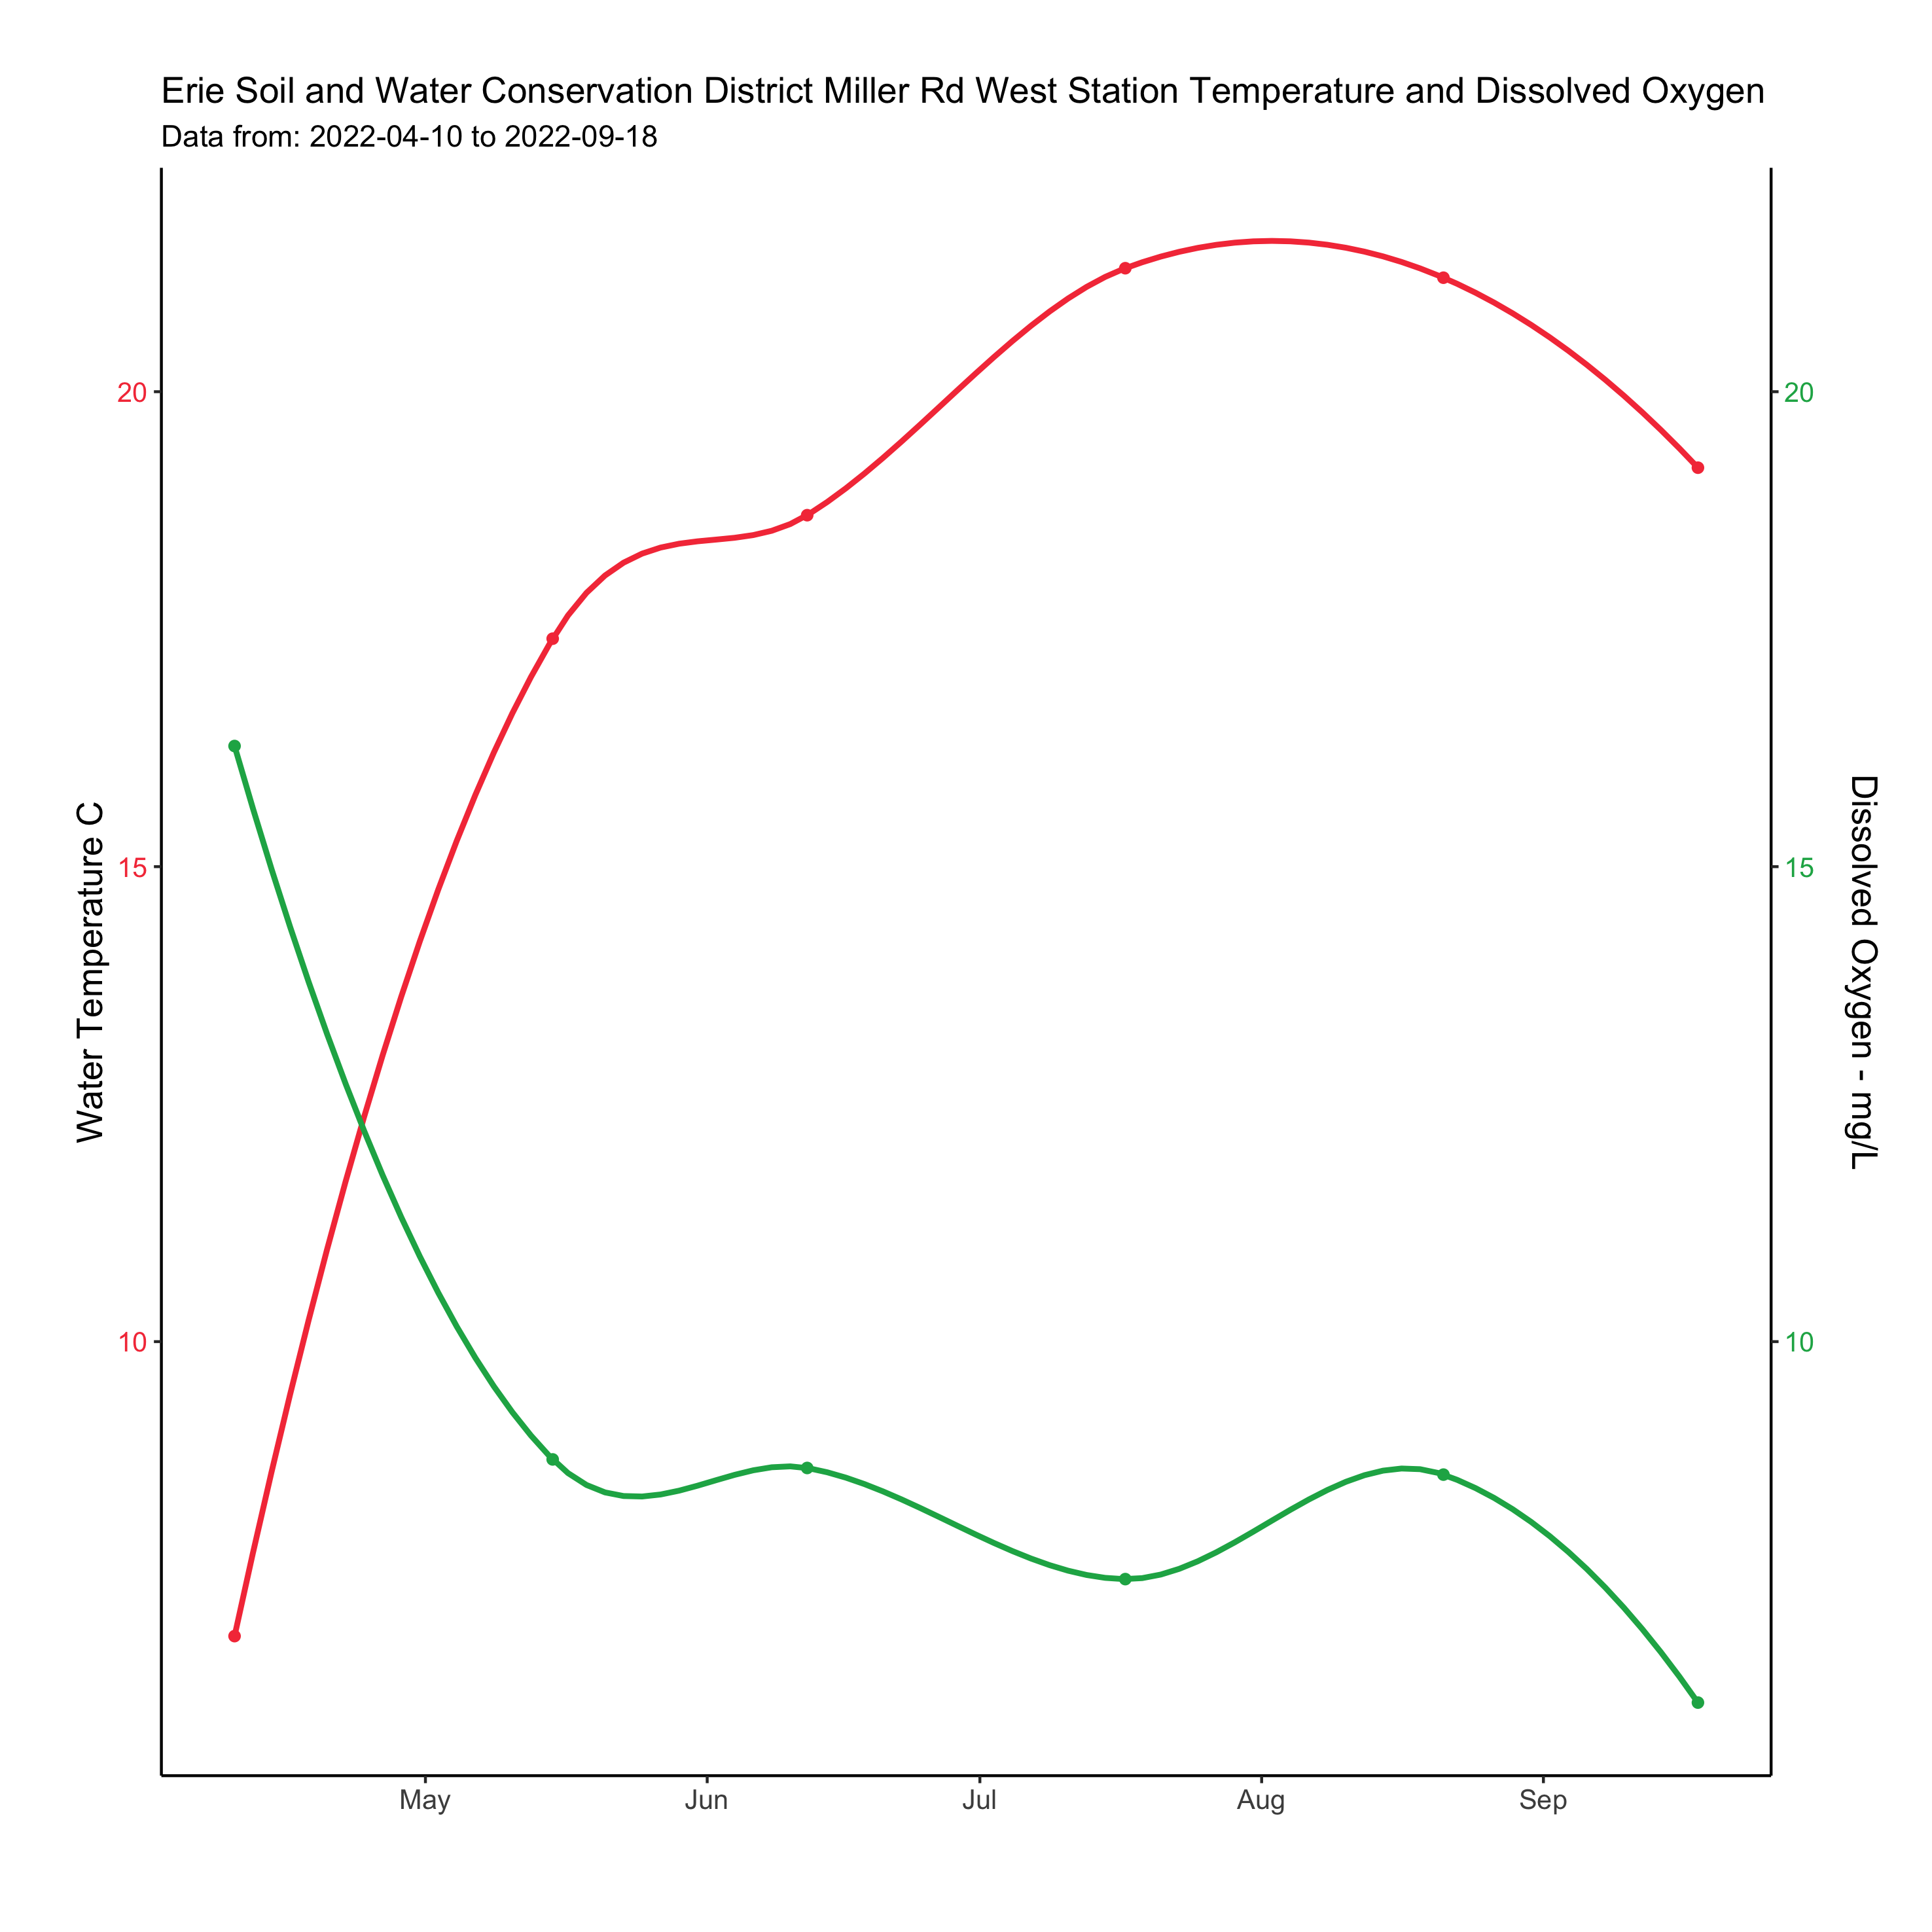 Erie Soil and Water Conservation District Miller Rd West Station Temperature and Dissolved Oxygen
Data from: 2022-04-10 to 2022-09-18
Water Temperature C
20
15
10
20
15
10
Dissolved Oxygen - mg/L
May
Jun
Jul
Aug
Sep